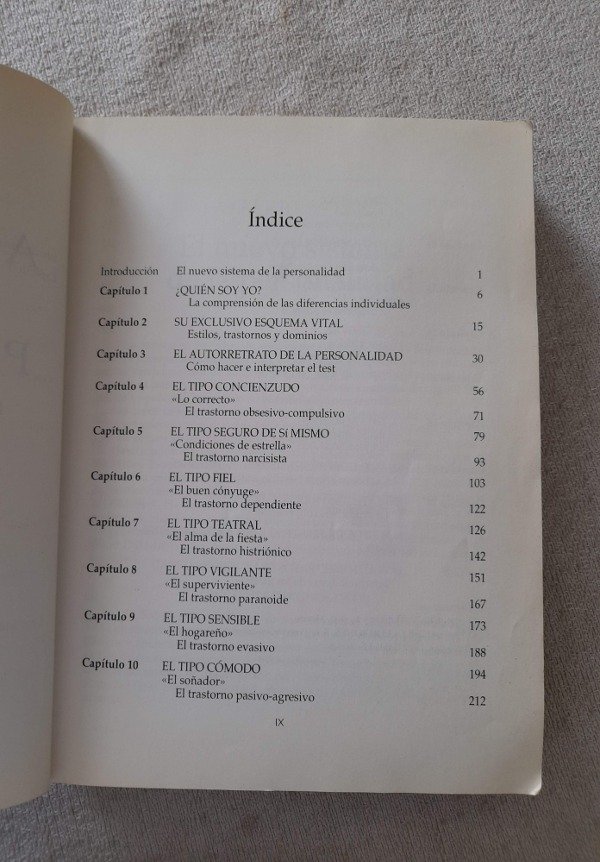 Índice
Introducción El nuevo sistema de la personalidad 1
Capítulo 1 ¿QUIÉN SOY YO? 6
La comprensión de las diferencias individuales
Capítulo 2 SU EXCLUSIVO ESQUEMA VITAL 15
Estilos, trastornos y dominios
Capítulo 3 EL AUTORRETRATO DE LA PERSONALIDAD 30
Cómo hacer e interpretar el test
Capítulo 4 EL TIPO CONCIENZUDO 56
«Lo correcto»
El trastorno obsesivo-compulsivo 71
Capítulo 5 EL TIPO SEGURO DE Sí MISMO 79
«Condiciones de estrella»
El trastorno narcisista 93
Capítulo 6 EL TIPO FIEL 103
«El buen cónyuge»
El trastorno dependiente 122
Capítulo 7 EL TIPO TEATRAL 126
«El alma de la fiesta»
El trastorno histriónico 142
Capítulo 8 EL TIPO VIGILANTE 151
«El superviviente»
El trastorno paranoide 167
Capítulo 9 EL TIPO SENSIBLE 173
«El hogareño»
El trastorno evasivo 188
Capítulo 10 EL TIPO CÓMODO 194
«El soñador»
El trastorno pasivo-agresivo 212
IX